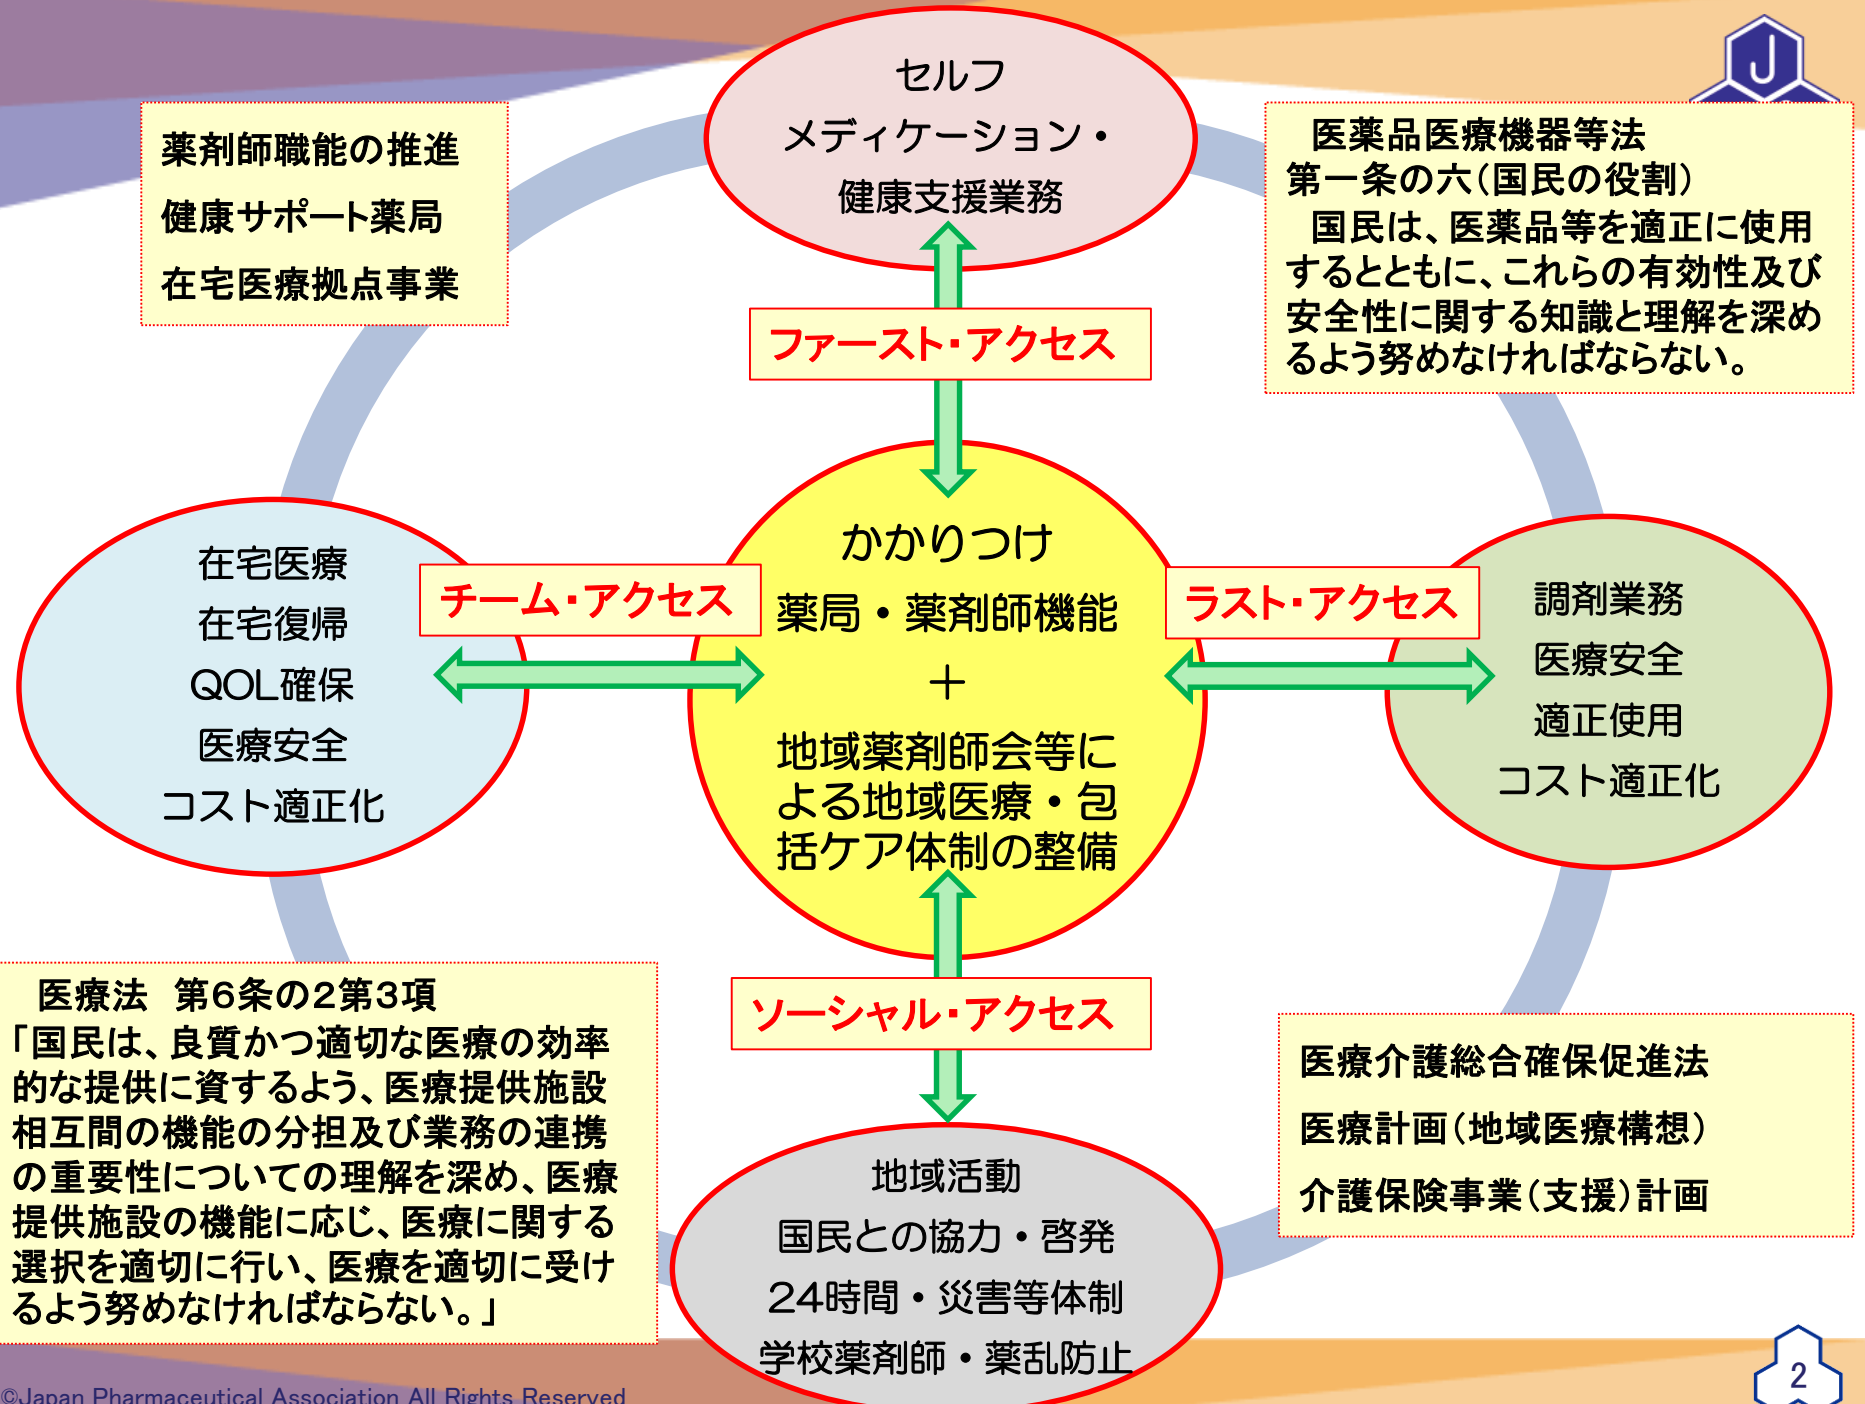 セルフ
メディケーション・
健康支援業務
J
薬剤師職能の推進
健康サポート薬局
在宅医療拠点事業
医薬品医療機器等法
第一条の六(国民の役割)
国民は、医薬品等を適正に使用
するとともに、これらの有効性及び
安全性に関する知識と理解を深め
るよう努めなければならない。
ファースト・アクセス
在宅医療
在宅復帰
QOL確保
医療安全
コスト適正化
チーム・アクセス
かかりつけ
薬局・薬剤師機能
+
地域薬剤師会等に
よる地域医療・包
括ケア体制の整備
ラスト・アクセス
調剤業務
医療安全
適正使用
コスト適正化
医療法 第6条の2第3項
「国民は、良質かつ適切な医療の効率
的な提供に資するよう、医療提供施設
相互間の機能の分担及び業務の連携
の重要性についての理解を深め、医療
提供施設の機能に応じ、医療に関する
選択を適切に行い、医療を適切に受け
るよう努めなければならない。」
ソーシャル・アクセス
医療介護総合確保促進法
医療計画(地域医療構想)
介護保険事業(支援)計画
地域活動
国民との協力・啓発
24時間・災害等体制
学校薬剤師・薬乱防止
©Japan Pharmaceutical Association All Rights Reserved
2